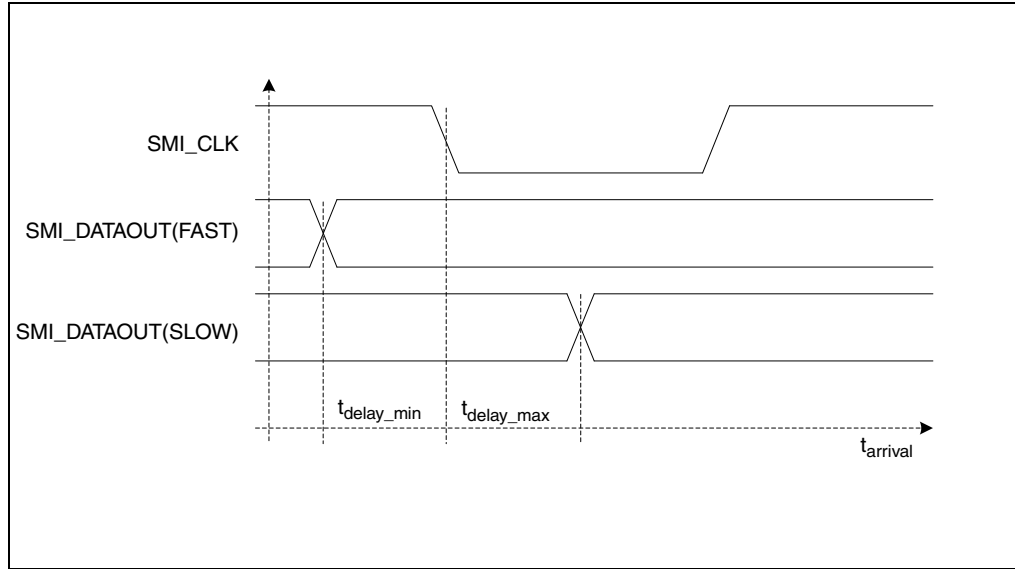 SMI_CLK
SMI_DATAOUT(FAST)
SMI_DATAOUT(SLOW)
tdelay_min tdelay_max
tarrival